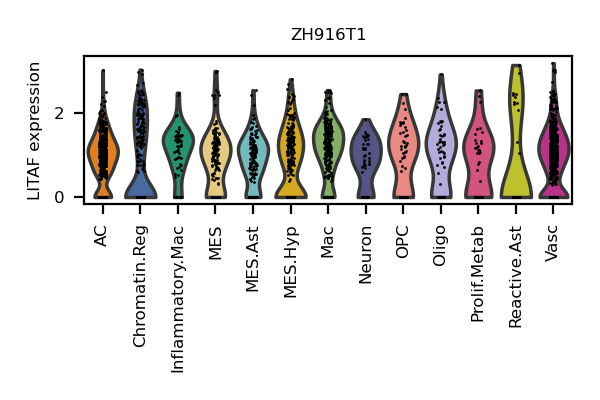 ZH916T1
LITAF expression
2
0
AC
Chromatin.Reg
Inflammatory.Mac
MES
MES.Ast
MES.Hyp
Mac
Neuron
OPC
Oligo
Prolif.Metab
Reactive.Ast
Vasc